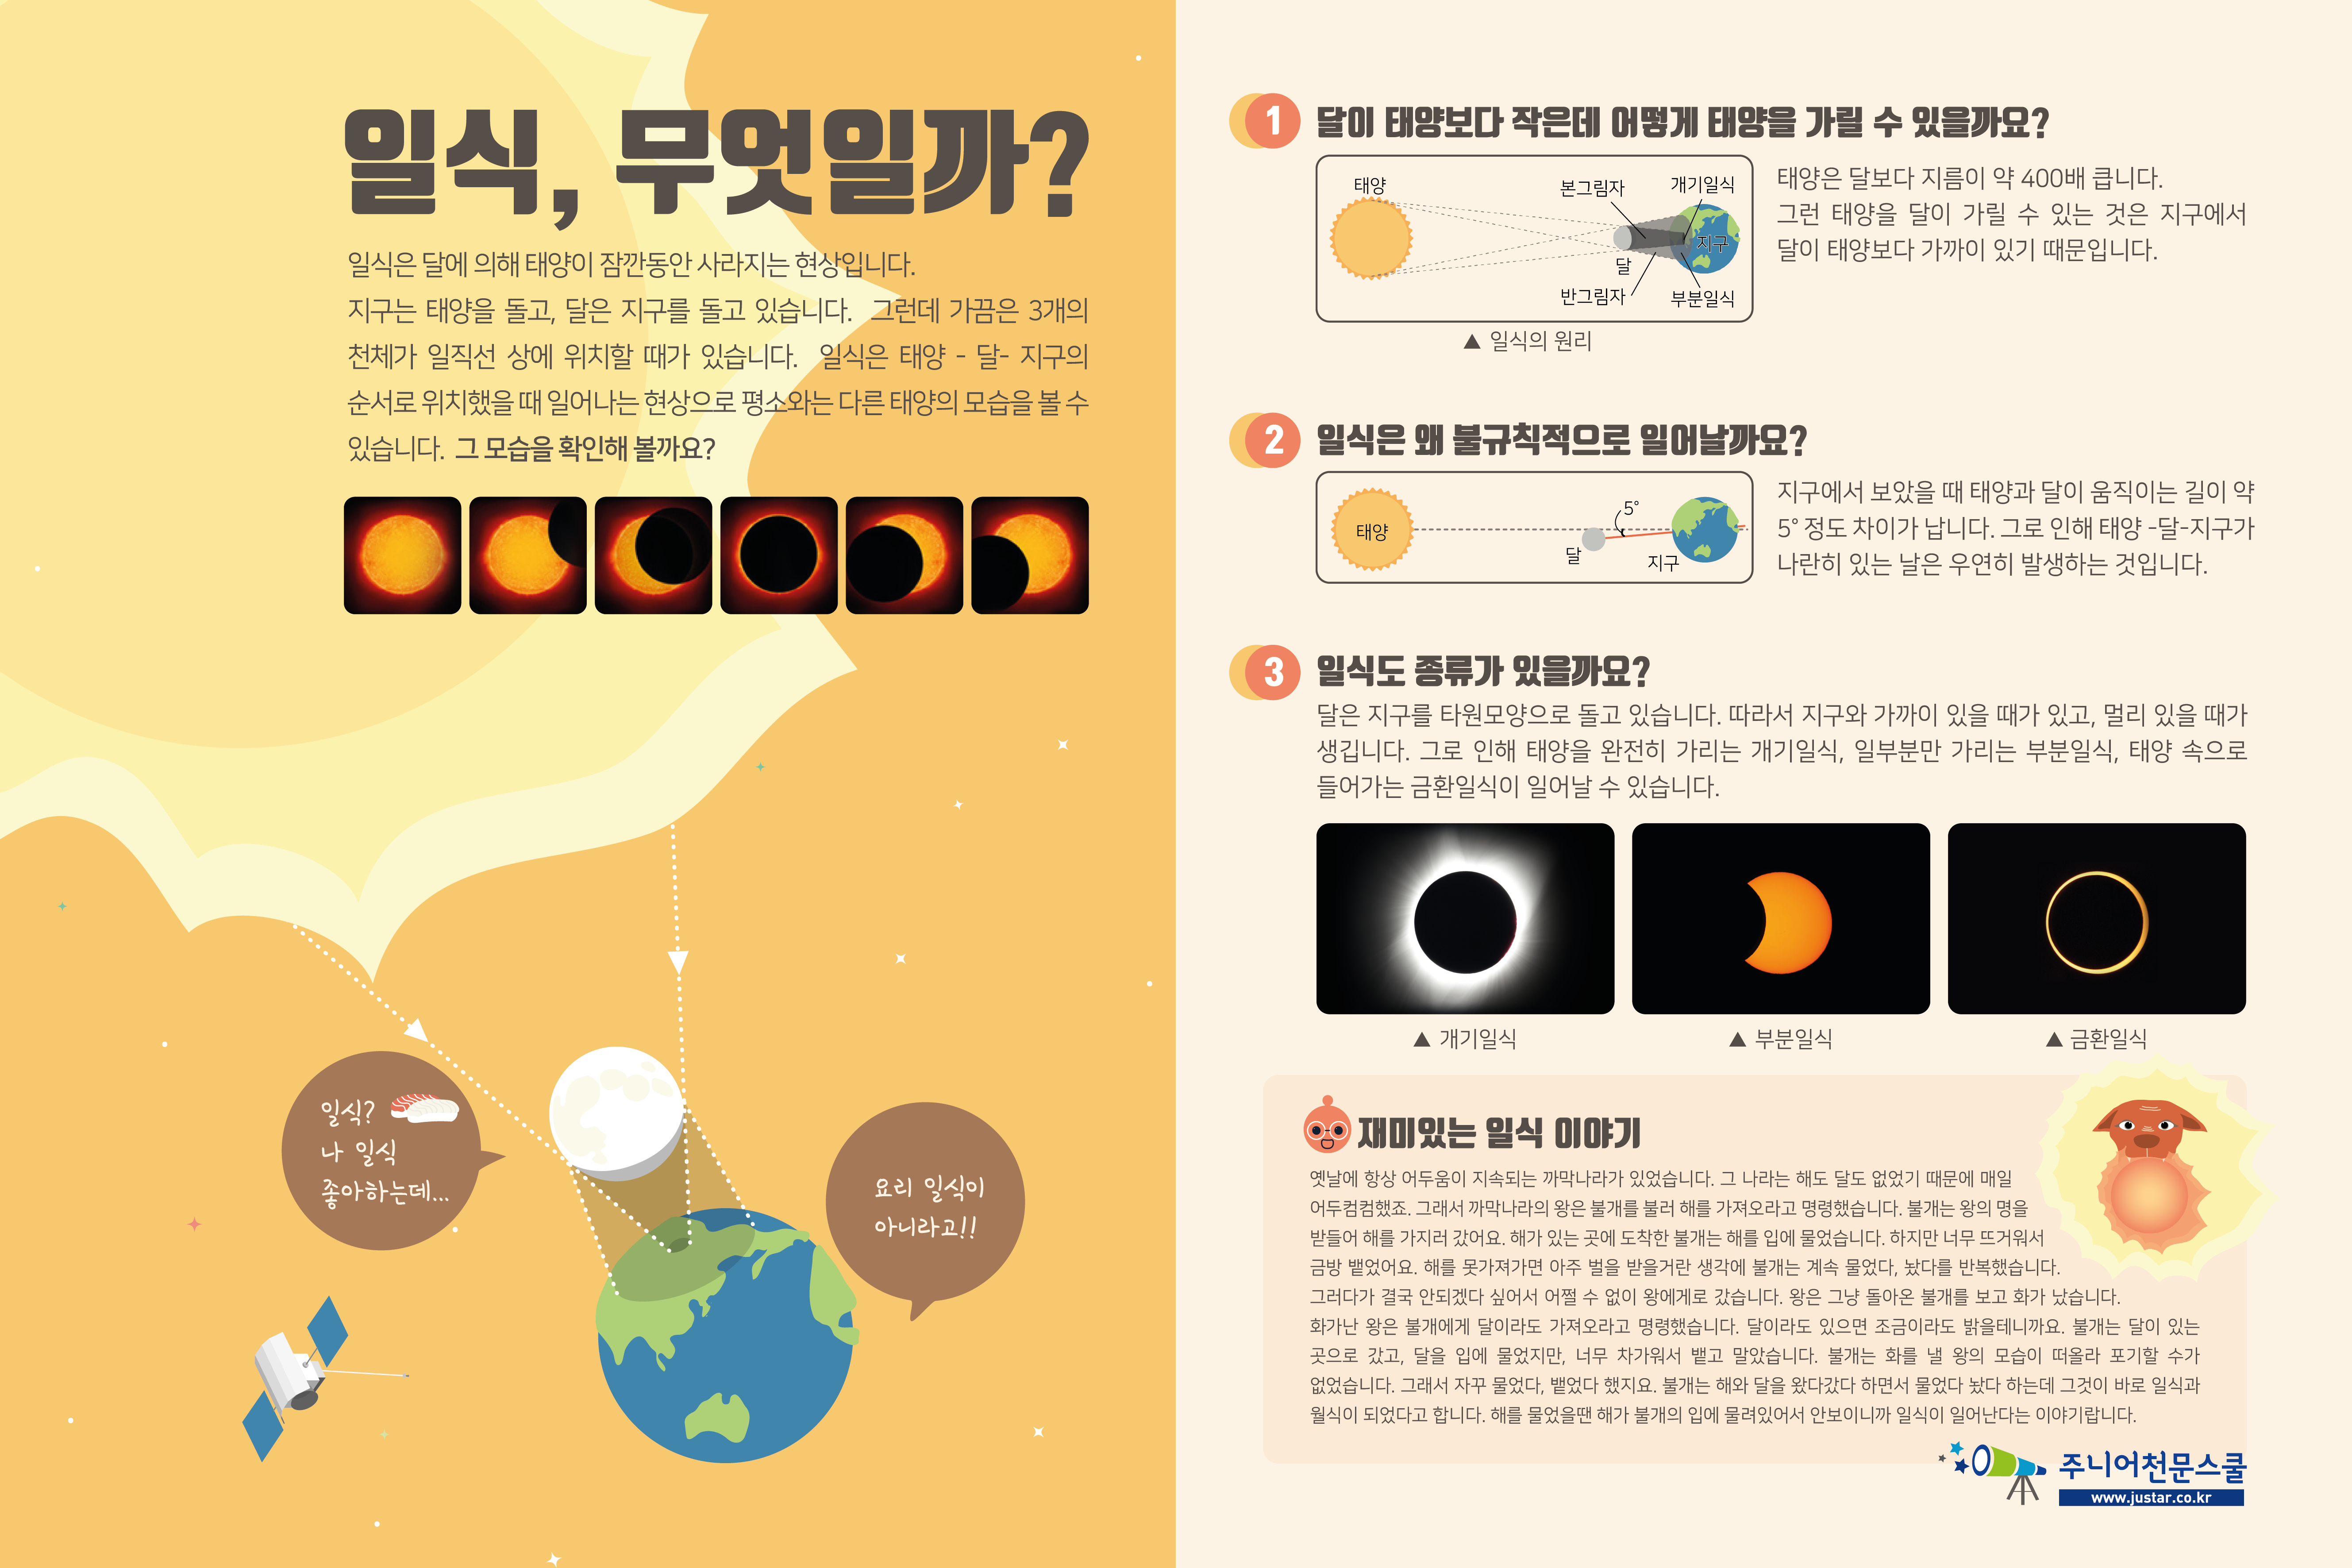 일식, 무엇일까?
일식은 달에 의해 태양이 잠깐동안 사라지는 현상입니다.
지구는 태양을 돌고, 달은 지구를 돌고 있습니다. 그런데 가끔은 3개의
천체가 일직선 상에 위치할 때가 있습니다. 일식은 태양 - 달- 지구의
순서로 위치했을 때 일어나는 현상으로 평소와는 다른 태양의 모습을 볼 수
있습니다. 그 모습을 확인해 볼까요?
일식?
나 일식
좋아하는데...
요리 일식이
아니라고!!
1 달이 태양보다 작은데 어떻게 태양을 가릴 수 있을까요?
태양
본그림자
개기일식
지구
달
반그림자
부분일식
▲ 일식의 원리
태양은 달보다 지름이 약 400배 큽니다.
그런 태양을 달이 가릴 수 있는 것은 지구에서
달이 태양보다 가까이 있기 때문입니다.
2 일식은 왜 불규칙적으로 일어날까요?
태양
5°
달
지구
지구에서 보았을 때 태양과 달이 움직이는 길이 약
5° 정도 차이가 납니다. 그로 인해 태양 -달-지구가
나란히 있는 날은 우연히 발생하는 것입니다.
3 일식도 종류가 있을까요?
달은 지구를 타원모양으로 돌고 있습니다. 따라서 지구와 가까이 있을 때가 있고, 멀리 있을 때가
생깁니다. 그로 인해 태양을 완전히 가리는 개기일식, 일부분만 가리는 부분일식, 태양 속으로
들어가는 금환일식이 일어날 수 있습니다.
▲ 개기일식
▲ 부분일식
▲ 금환일식
재미있는 일식 이야기
옛날에 항상 어두움이 지속되는 까막나라가 있었습니다. 그 나라는 해도 달도 없었기 때문에 매일
어두컴컴했죠. 그래서 까막나라의 왕은 불개를 불러 해를 가져오라고 명령했습니다. 불개는 왕의 명을
받들어 해를 가지러 갔어요. 해가 있는 곳에 도착한 불개는 해를 입에 물었습니다. 하지만 너무 뜨거워서
금방 뱉었어요. 해를 못가져가면 아주 벌을 받을거란 생각에 불개는 계속 물었다, 놨다를 반복했습니다.
그러다가 결국 안되겠다 싶어서 어쩔 수 없이 왕에게로 갔습니다. 왕은 그냥 돌아온 불개를 보고 화가 났습니다.
화가난 왕은 불개에게 달이라도 가져오라고 명령했습니다. 달이라도 있으면 조금이라도 밝을테니까요. 불개는 달이 있는
곳으로 갔고, 달을 입에 물었지만, 너무 차가워서 뱉고 말았습니다. 불개는 화를 낼 왕의 모습이 떠올라 포기할 수가
없었습니다. 그래서 자꾸 물었다, 뱉었다 했지요. 불개는 해와 달을 왔다갔다 하면서 물었다 놨다 하는데 그것이 바로 일식과
월식이 되었다고 합니다. 해를 물었을땐 해가 불개의 입에 물려있어서 안보이니까 일식이 일어난다는 이야기랍니다.
주니어천문스쿨
www.justar.co.kr